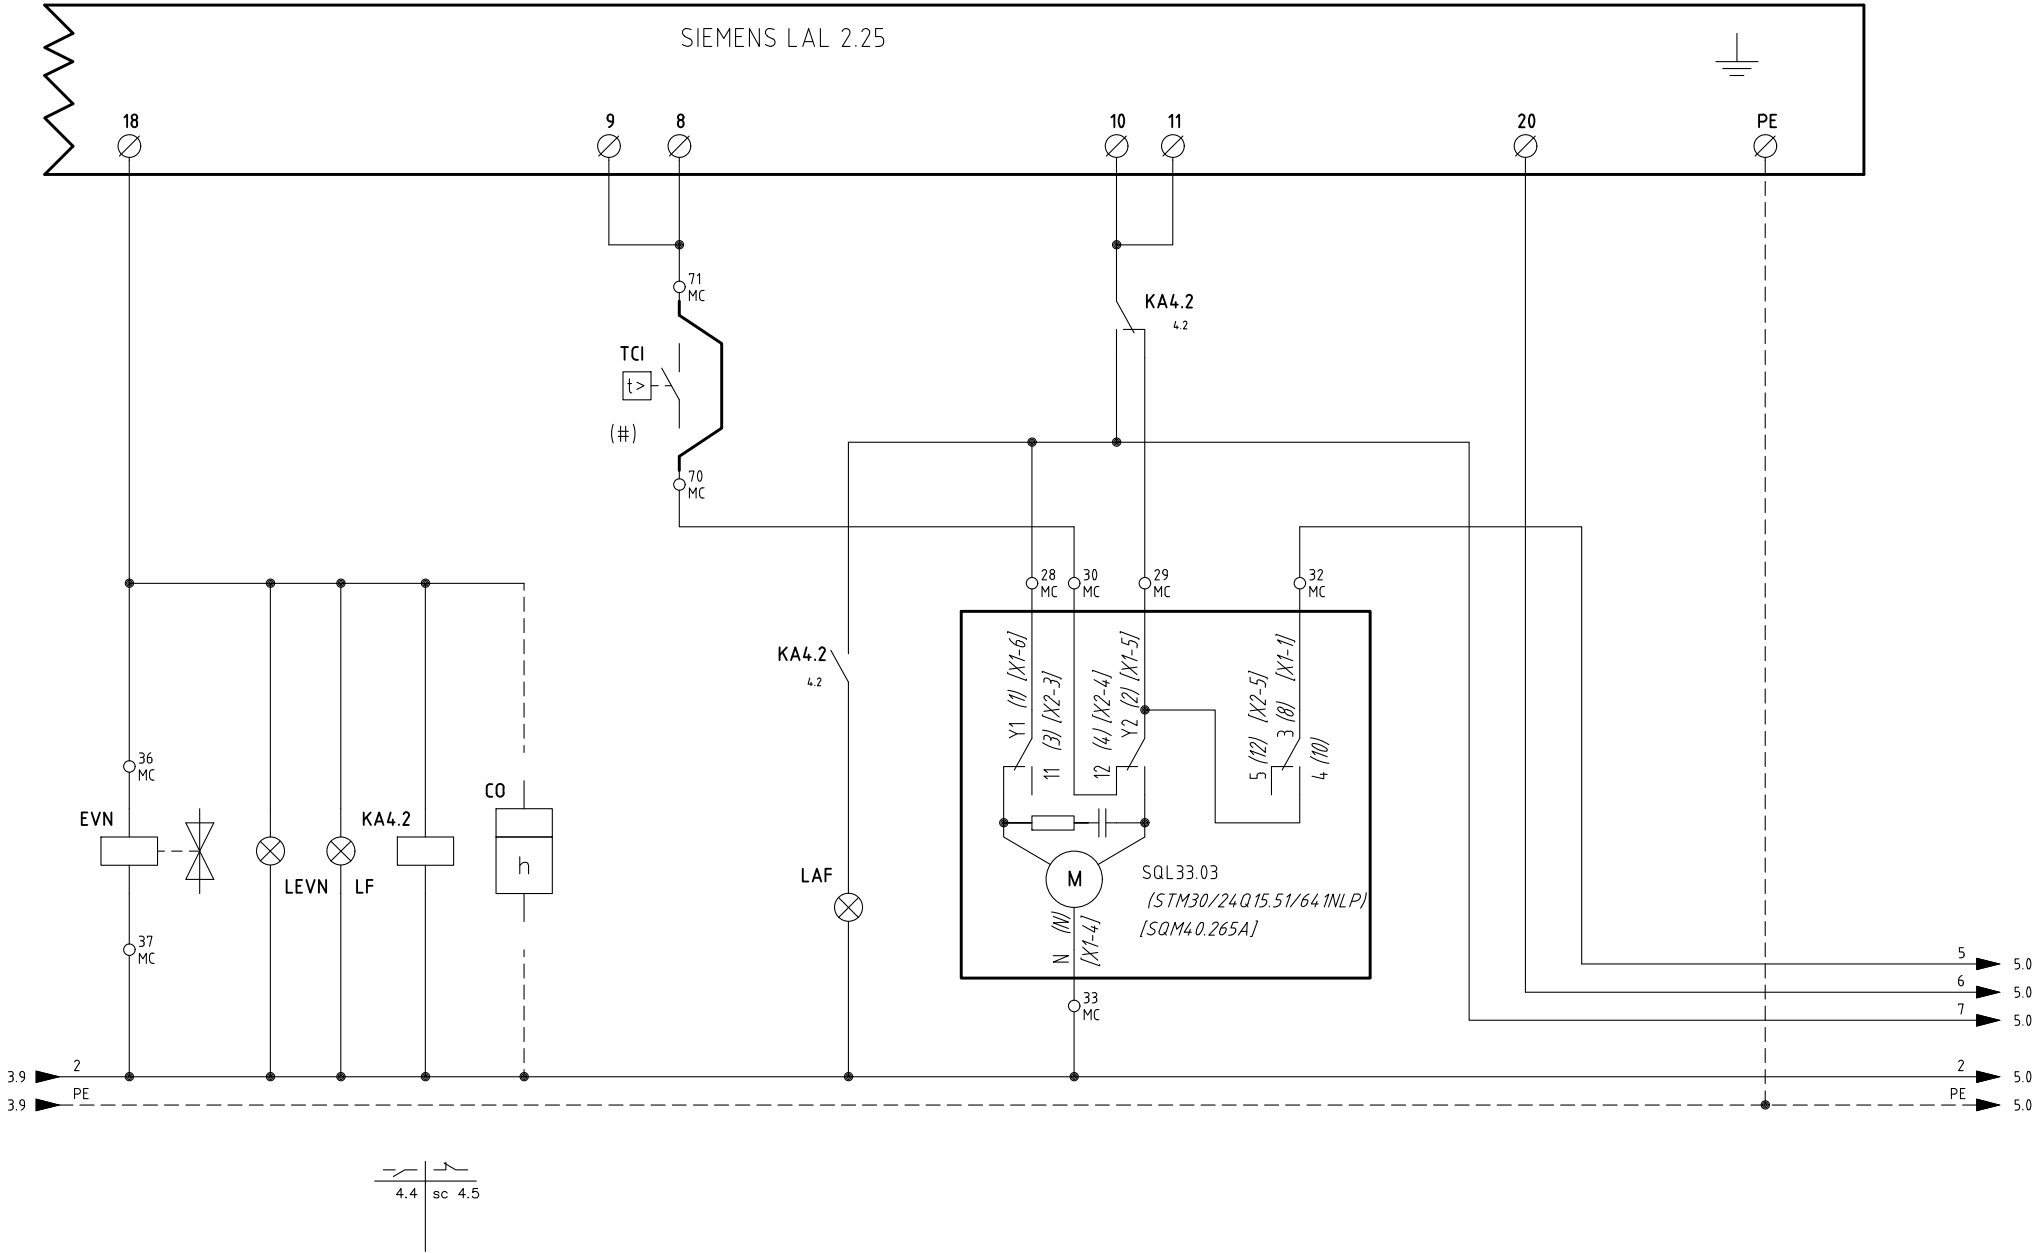 SIEMENS LAL 2.25
18
9
8
10
11
20
PE
71
MC
KA4.2
4.2
TCI
t>
(#)
70
MC
28
MC
30
MC
29
MC
32
MC
KA4.2
4.2
Y1 (1) [X1-6]
11 (3) [X2-3]
12 (4) [X2-4]
Y2 (2) [X1-5]
5 (12) [X2-5]
3 (8) [X1-1]
4 (10)
36
MC
EVN
LEVN
LF
KA4.2
CO
h
LAF
M
SQL33.03
(STM30/24Q15.51/641NLP)
[SQM40.265A]
N (N)
[X1-4]
37
MC
33
MC
5
5.0
6
5.0
7
5.0
3.9
2
2
5.0
3.9
PE
PE
5.0
4.4
sc 4.5